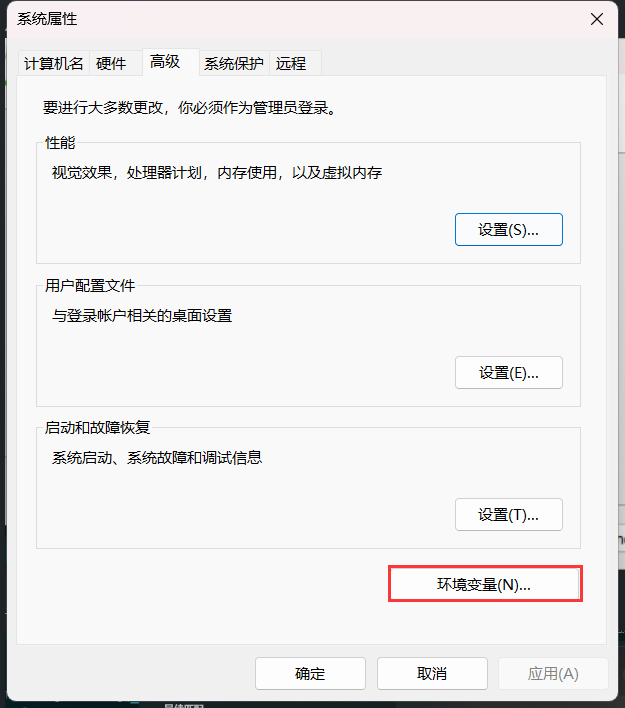 系统属性
计算机名 硬件 高级 系统保护 远程
要进行大多数更改，你必须作为管理员登录。
性能
视觉效果，处理器计划，内存使用，以及虚拟内存
设置(S)...
用户配置文件
与登录帐户相关的桌面设置
设置(E)...
启动和故障恢复
系统启动、系统故障和调试信息
设置(T)...
环境变量(N)...
确定 取消 应用(A)